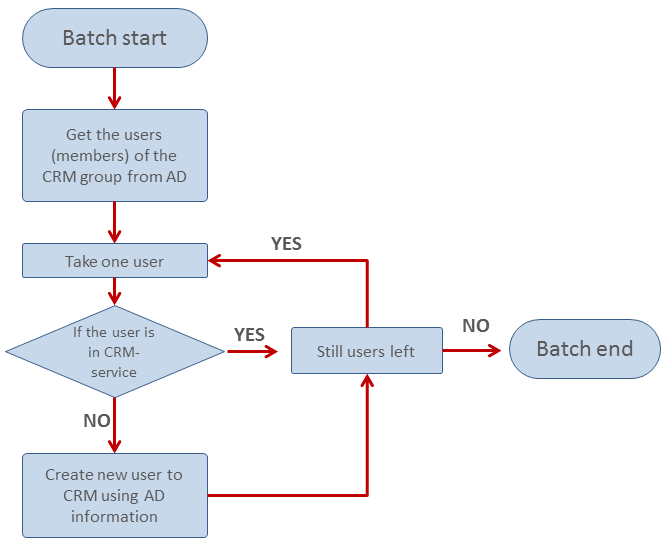 Batch start
Get the users
(members) of the
CRM group from AD
YES
Take one user
If the user is
in CRM-
service
YES
Still users left
NO
Batch end
NO
Create new user to
CRM using AD
information